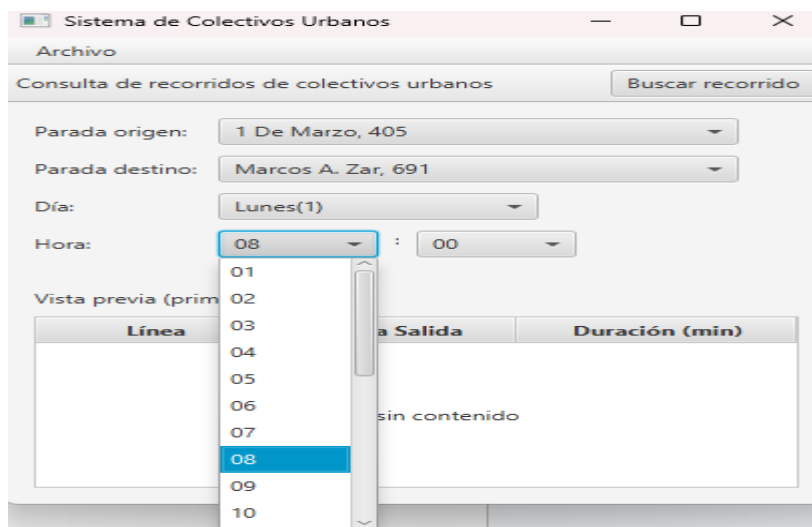 Sistema de Colectivos Urbanos
Archivo
Consulta de recorridos de colectivos urbanos Buscar recorrido
Parada origen: 1 De Marzo, 405
Parada destino: Marcos A. Zar, 691
Día: Lunes(1)
Hora: 08 : 00
01
Vista previa (prim 02
03
Línea a Salida Duración (min)
04
05
06
sin contenido
07
08
09
10